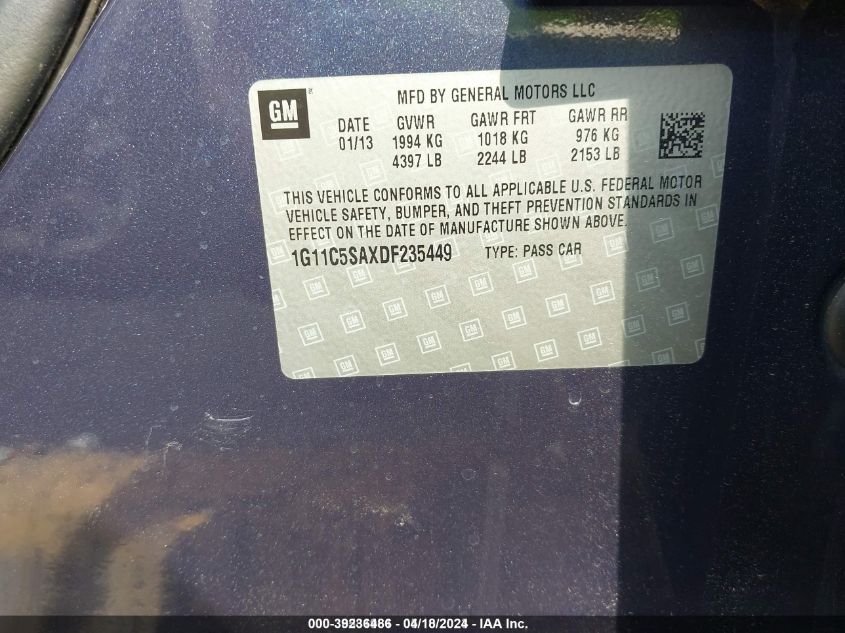 GM
MFD BY GENERAL MOTORS LLC
DATE GVWR GAWR FRT GAWR RR
01/13 1994 KG 1018 KG 976 KG
4397 LB 2244 LB 2153 LB
THIS VEHICLE CONFORMS TO ALL APPLICABLE U.S. FEDERAL MOTOR
VEHICLE SAFETY, BUMPER, AND THEFT PREVENTION STANDARDS IN
EFFECT ON THE DATE OF MANUFACTURE SHOWN ABOVE.
1G11C5SAXDF235449 TYPE: PASS CAR
000-39236486 - 04/18/2024 - IAA Inc.